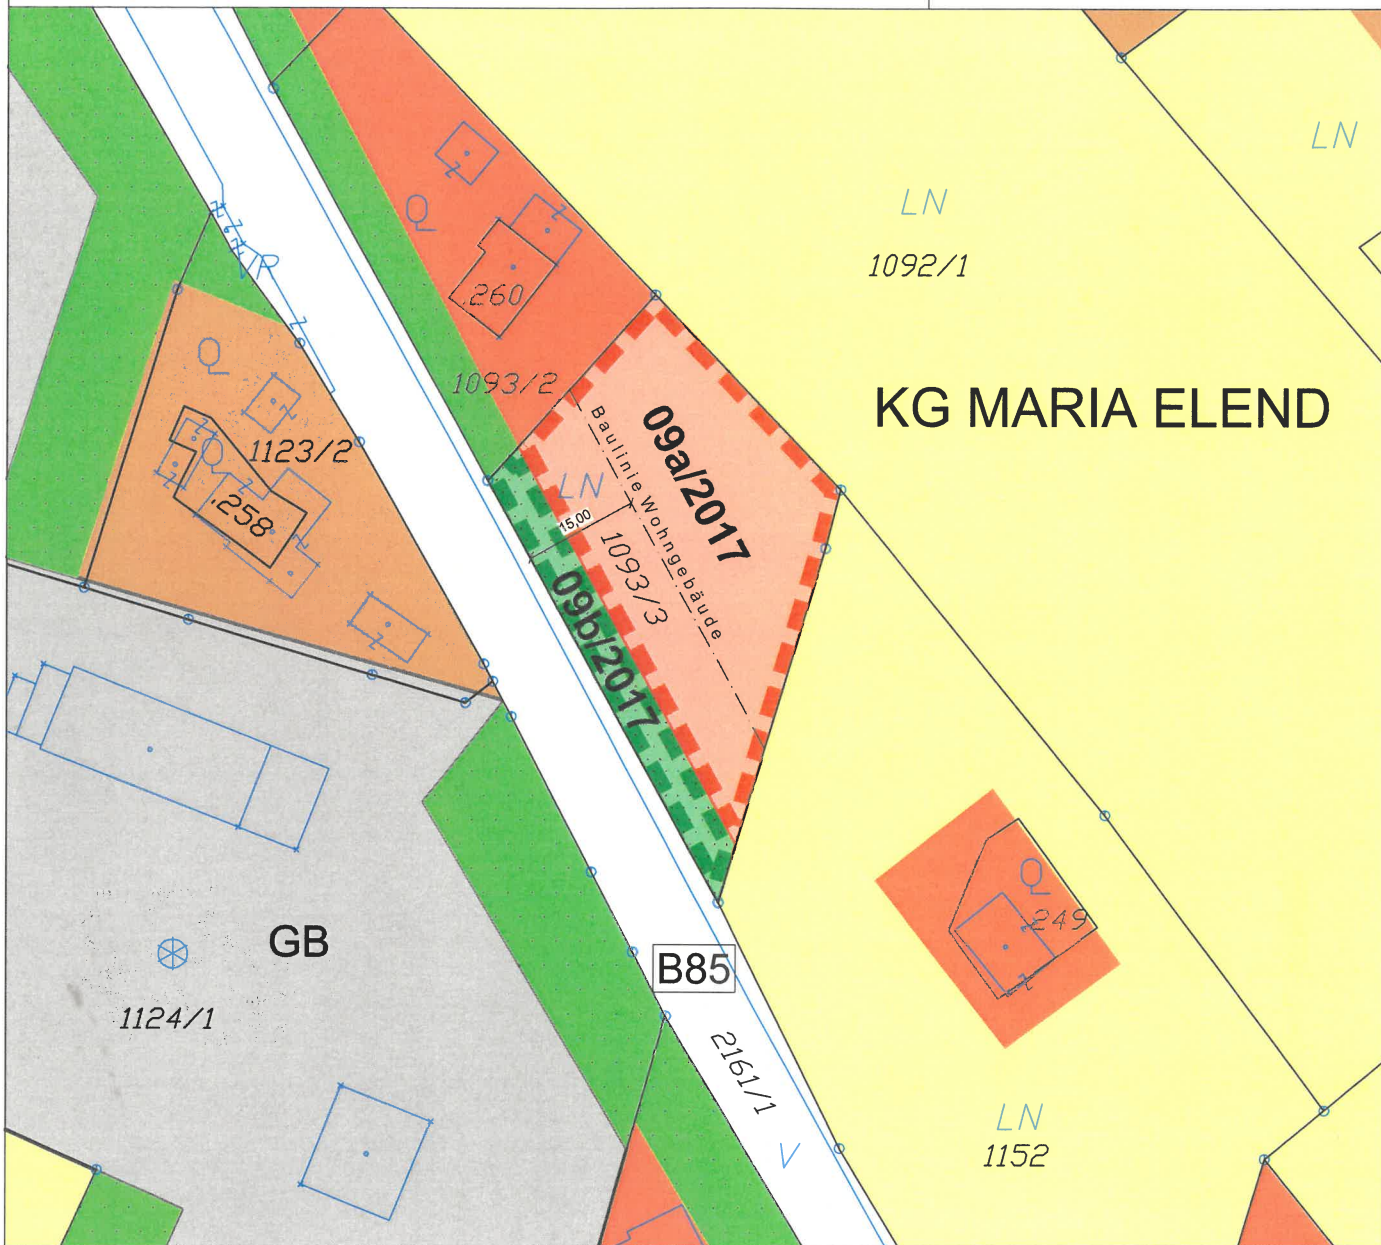 LN
LN
1092/1
KG MARIA ELEND
Q
.260
1093/2
VP
Q
1123/2
Q
.258
09a/2017
Baulinie Wohngebäude
LN
15,00
1093/3
09b/2017
GB
1124/1
B85
2161/1
V
Q
249
LN
1152